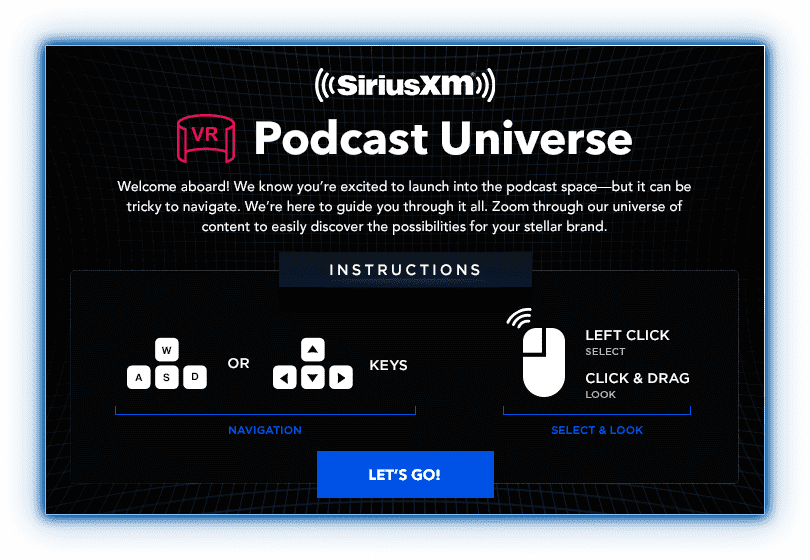 SiriusXM®
VR
Podcast Universe
Welcome aboard! We know you're excited to launch into the podcast space—but it can be
tricky to navigate. We're here to guide you through it all. Zoom through our universe of
content to easily discover the possibilities for your stellar brand.
INSTRUCTIONS
W
A S D
OR
KEYS
NAVIGATION
LEFT CLICK
SELECT
CLICK & DRAG
LOOK
SELECT & LOOK
LET'S GO!